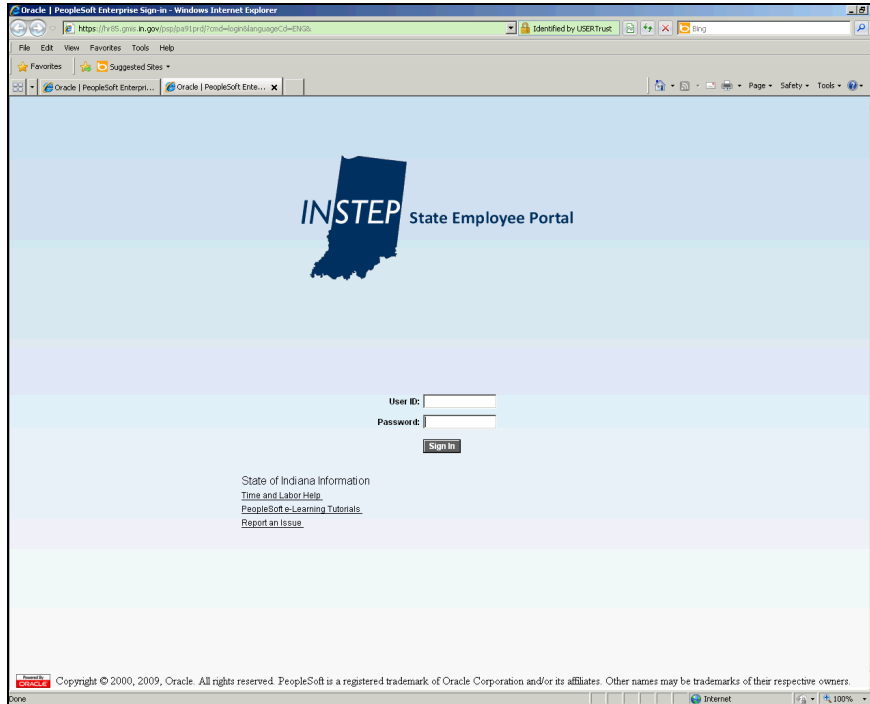 Oracle | PeopleSoft Enterprise Sign-in - Windows Internet Explorer
https://hr85.gmis.in.gov/psp/pa91prd/?cmd=login&languageCd=ENG&
Identified by USERTrust
Bing
File Edit View Favorites Tools Help
Favorites Suggested Sites
Oracle | PeopleSoft Enterpri... Oracle | PeopleSoft Ente... Page Safety Tools
INSTEP State Employee Portal
User ID:
Password:
Sign In
State of Indiana Information
Time and Labor Help
PeopleSoft e-Learning Tutorials
Report an Issue
Powered By ORACLE Copyright © 2000, 2009, Oracle. All rights reserved. PeopleSoft is a registered trademark of Oracle Corporation and/or its affiliates. Other names may be trademarks of their respective owners.
Done Internet 100%